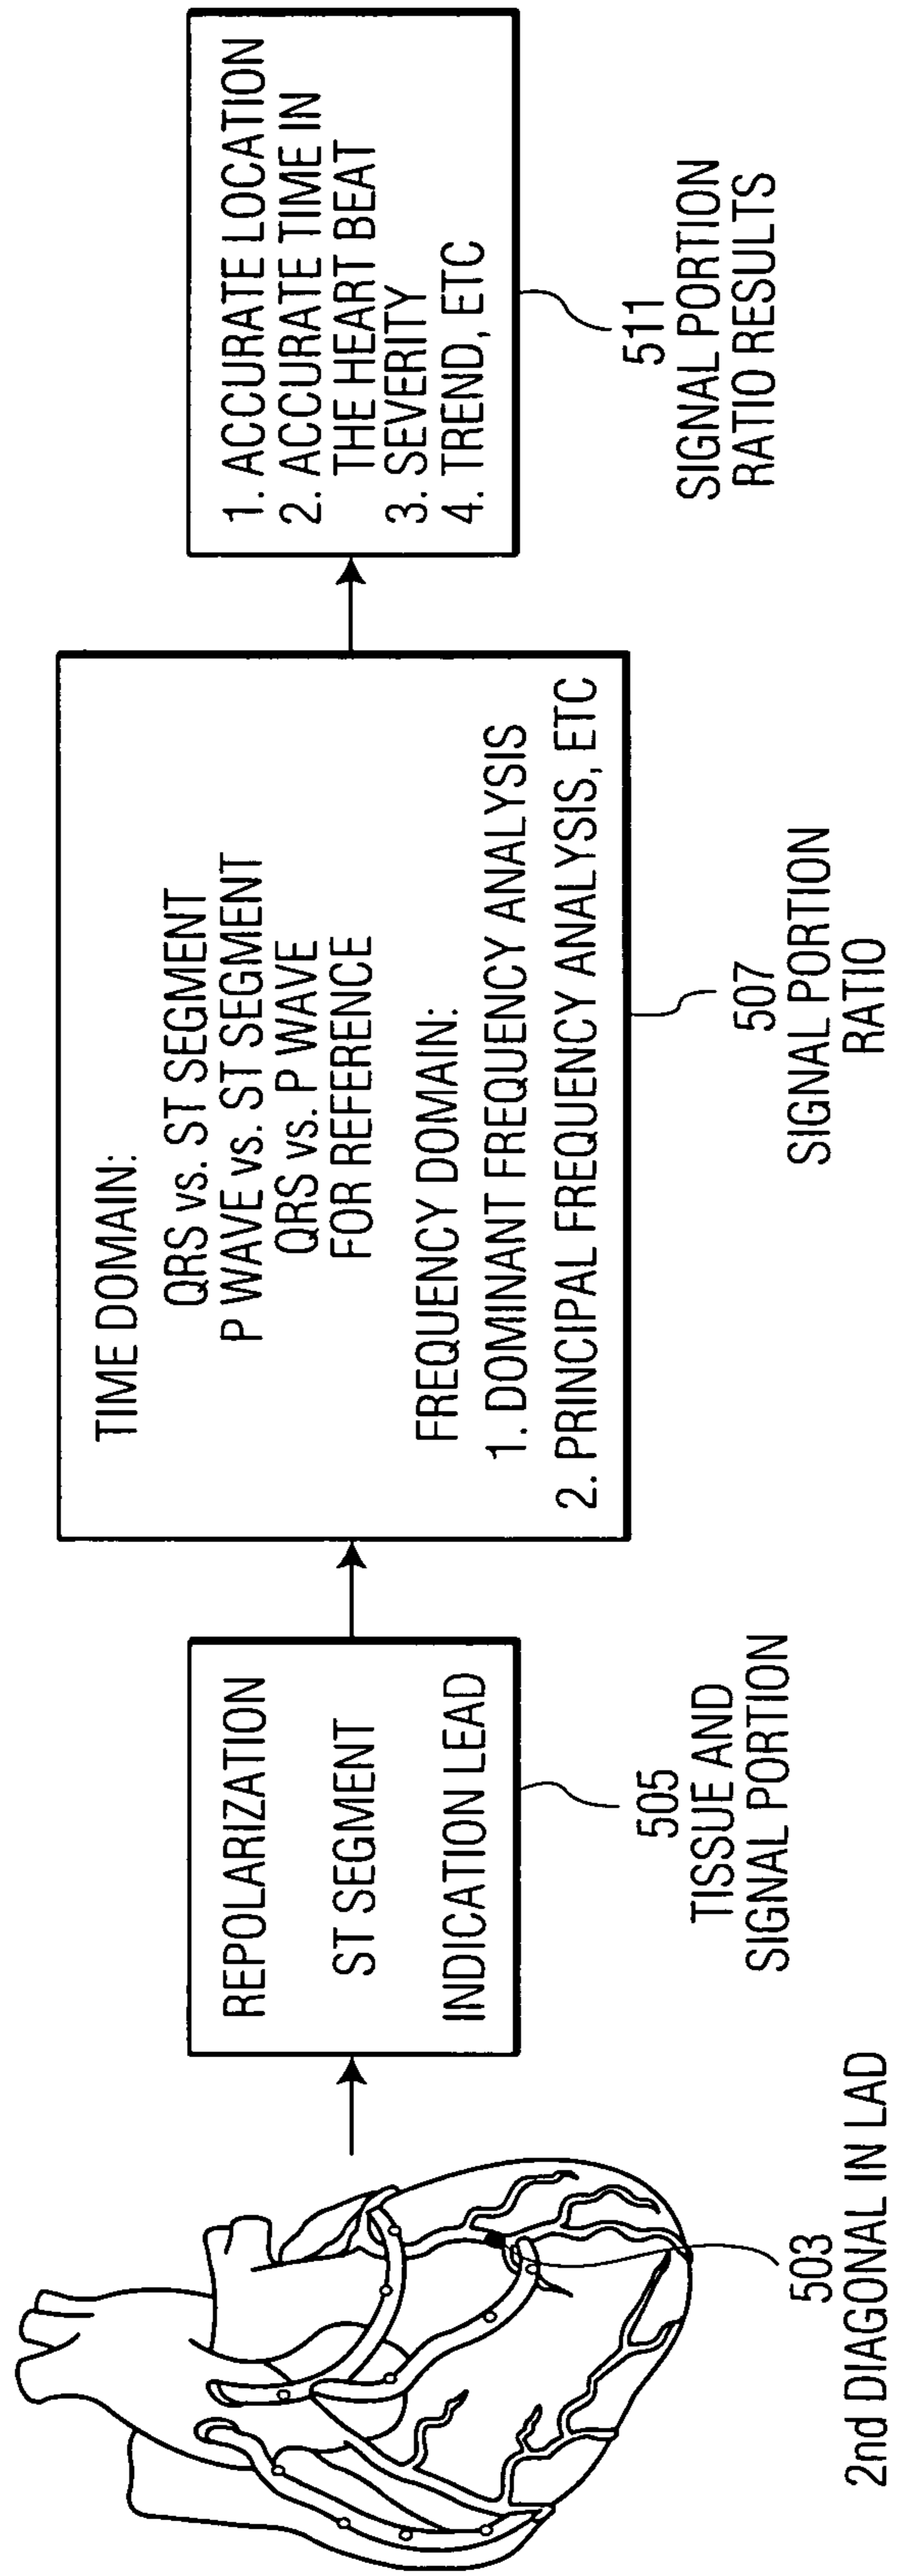 503
2nd DIAGONAL IN LAD
REPOLARIZATION
ST SEGMENT
INDICATION LEAD
505
TISSUE AND
SIGNAL PORTION
TIME DOMAIN:
QRS vs. ST SEGMENT
P WAVE vs. ST SEGMENT
QRS vs. P WAVE
FOR REFERENCE
FREQUENCY DOMAIN:
1. DOMINANT FREQUENCY ANALYSIS
2. PRINCIPAL FREQUENCY ANALYSIS, ETC
507
SIGNAL PORTION
RATIO
1. ACCURATE LOCATION
2. ACCURATE TIME IN
THE HEART BEAT
3. SEVERITY
4. TREND, ETC
511
SIGNAL PORTION
RATIO RESULTS